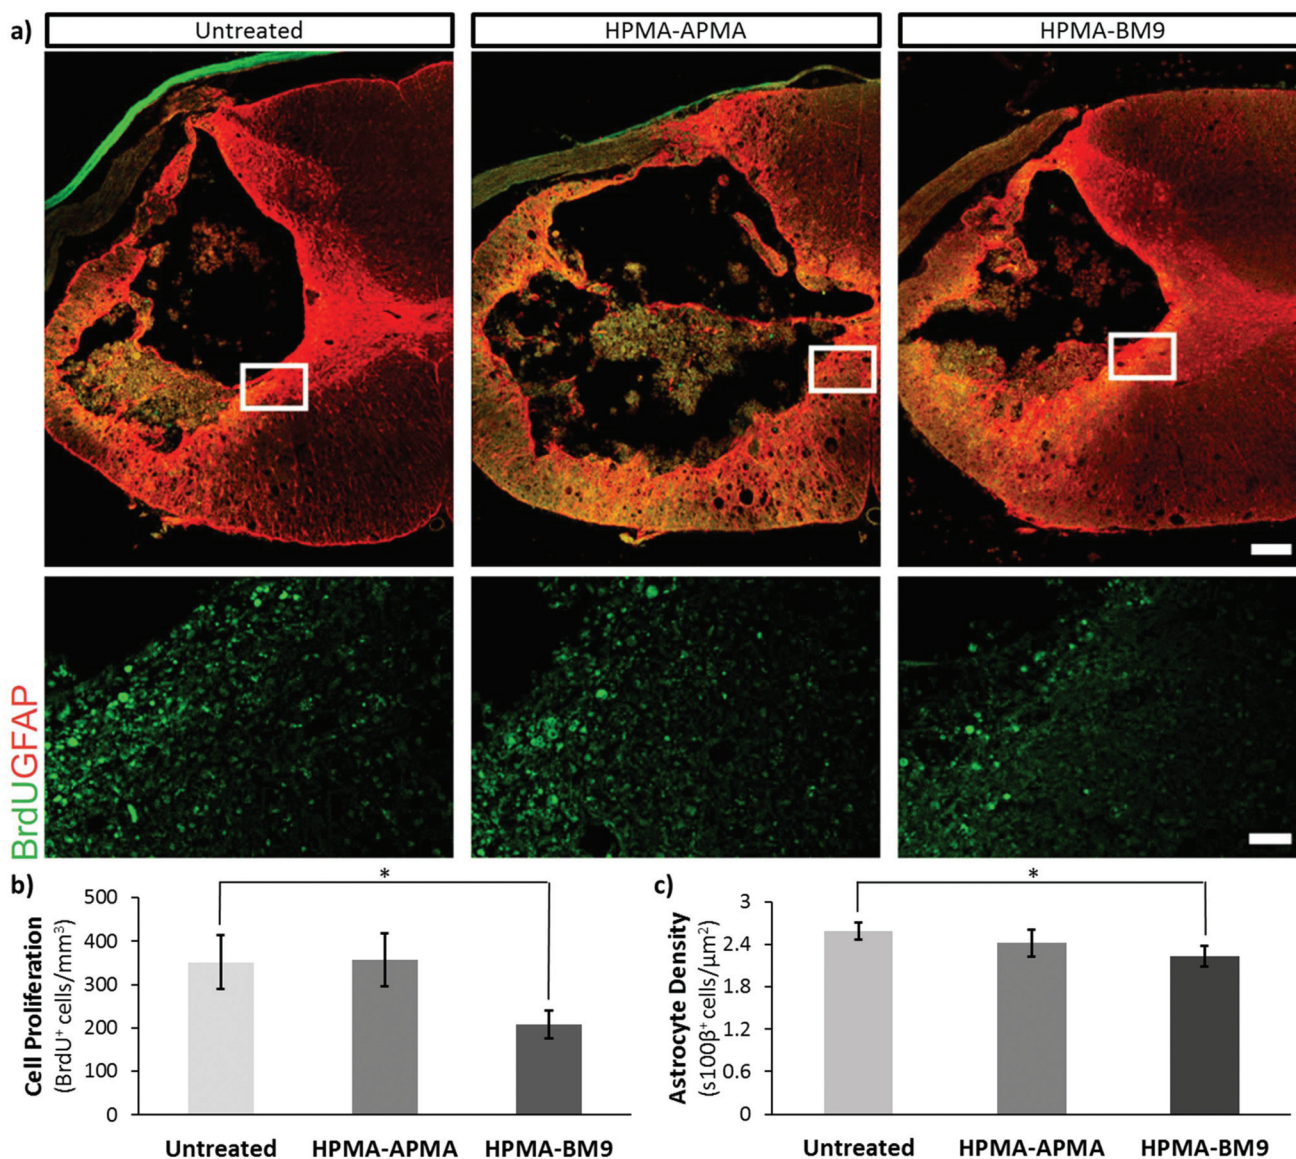 a)
Untreated
HPMA-APMA
HPMA-BM9
BrdUGFAP
b)
*
Cell Proliferation
(BrdU⁺ cells/mm³)
500
400
300
200
100
0
Untreated
HPMA-APMA
HPMA-BM9
c)
*
Astrocyte Density
(s100β⁺ cells/μm²)
3
2.4
1.8
1.2
0.6
0
Untreated
HPMA-APMA
HPMA-BM9